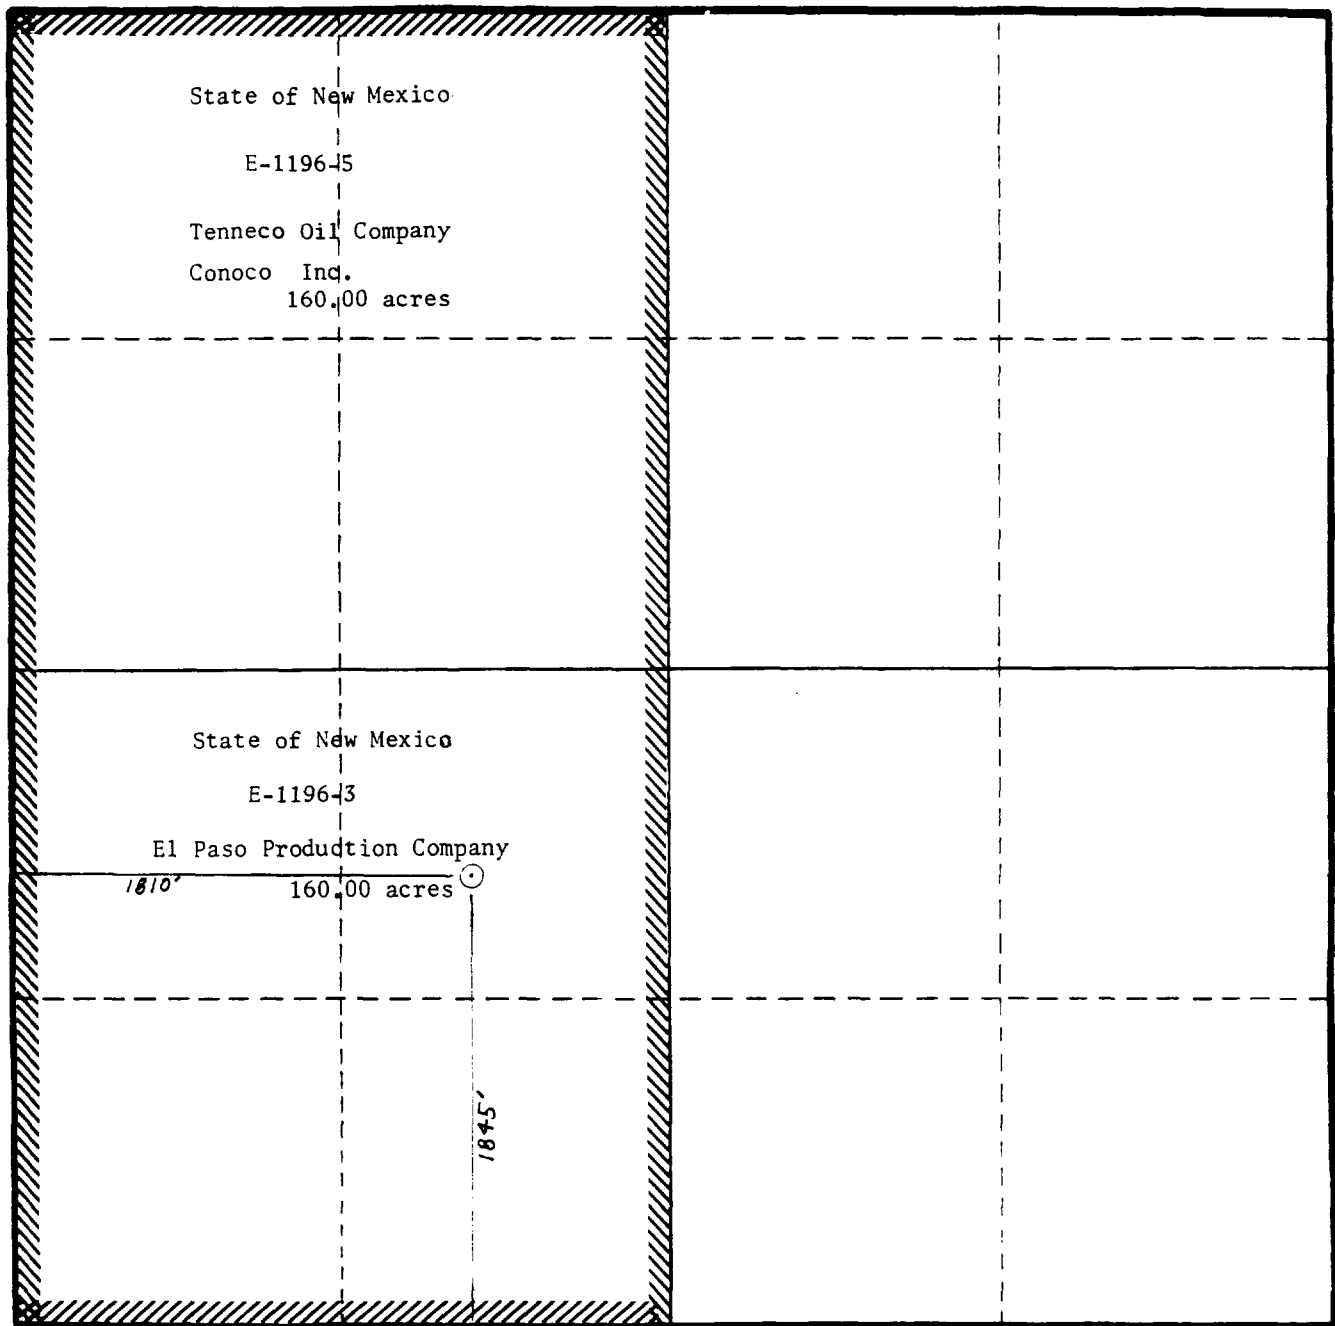 State of New Mexico
E-1196-5
Tenneco Oil Company
Conoco Inc.
160.00 acres
State of New Mexico
E-1196-3
El Paso Production Company
1810'
160.00 acres
1845'